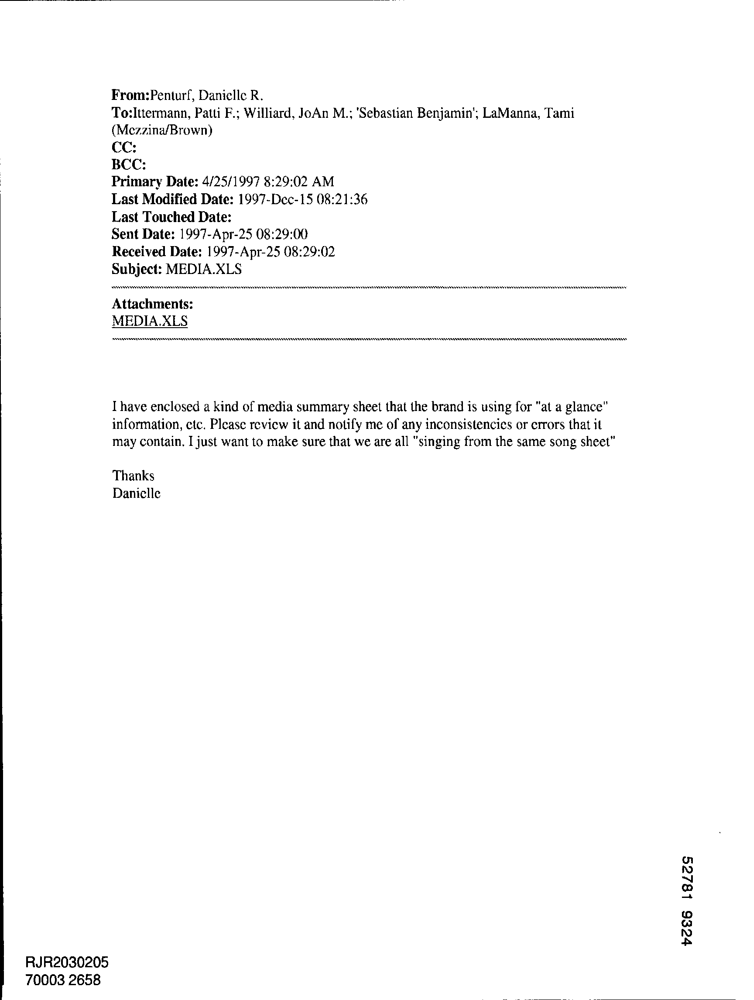 From:Penturf, Danielle R.
To:Ittermann, Patti F.; Williard, JoAn M.; 'Sebastian Benjamin'; LaManna, Tami
(Mezzina/Brown)
CC:
BCC:
Primary Date: 4/25/1997 8:29:02 AM
Last Modified Date: 1997-Dec-15 08:21:36
Last Touched Date:
Sent Date: 1997-Apr-25 08:29:00
Received Date: 1997-Apr-25 08:29:02
Subject: MEDIA.XLS
Attachments:
MEDIA.XLS
I have enclosed a kind of media summary sheet that the brand is using for "at a glance"
information, etc. Please review it and notify me of any inconsistencies or errors that it
may contain. I just want to make sure that we are all "singing from the same song sheet"
Thanks
Danielle
52781 9324
RJR2030205
70003 2658